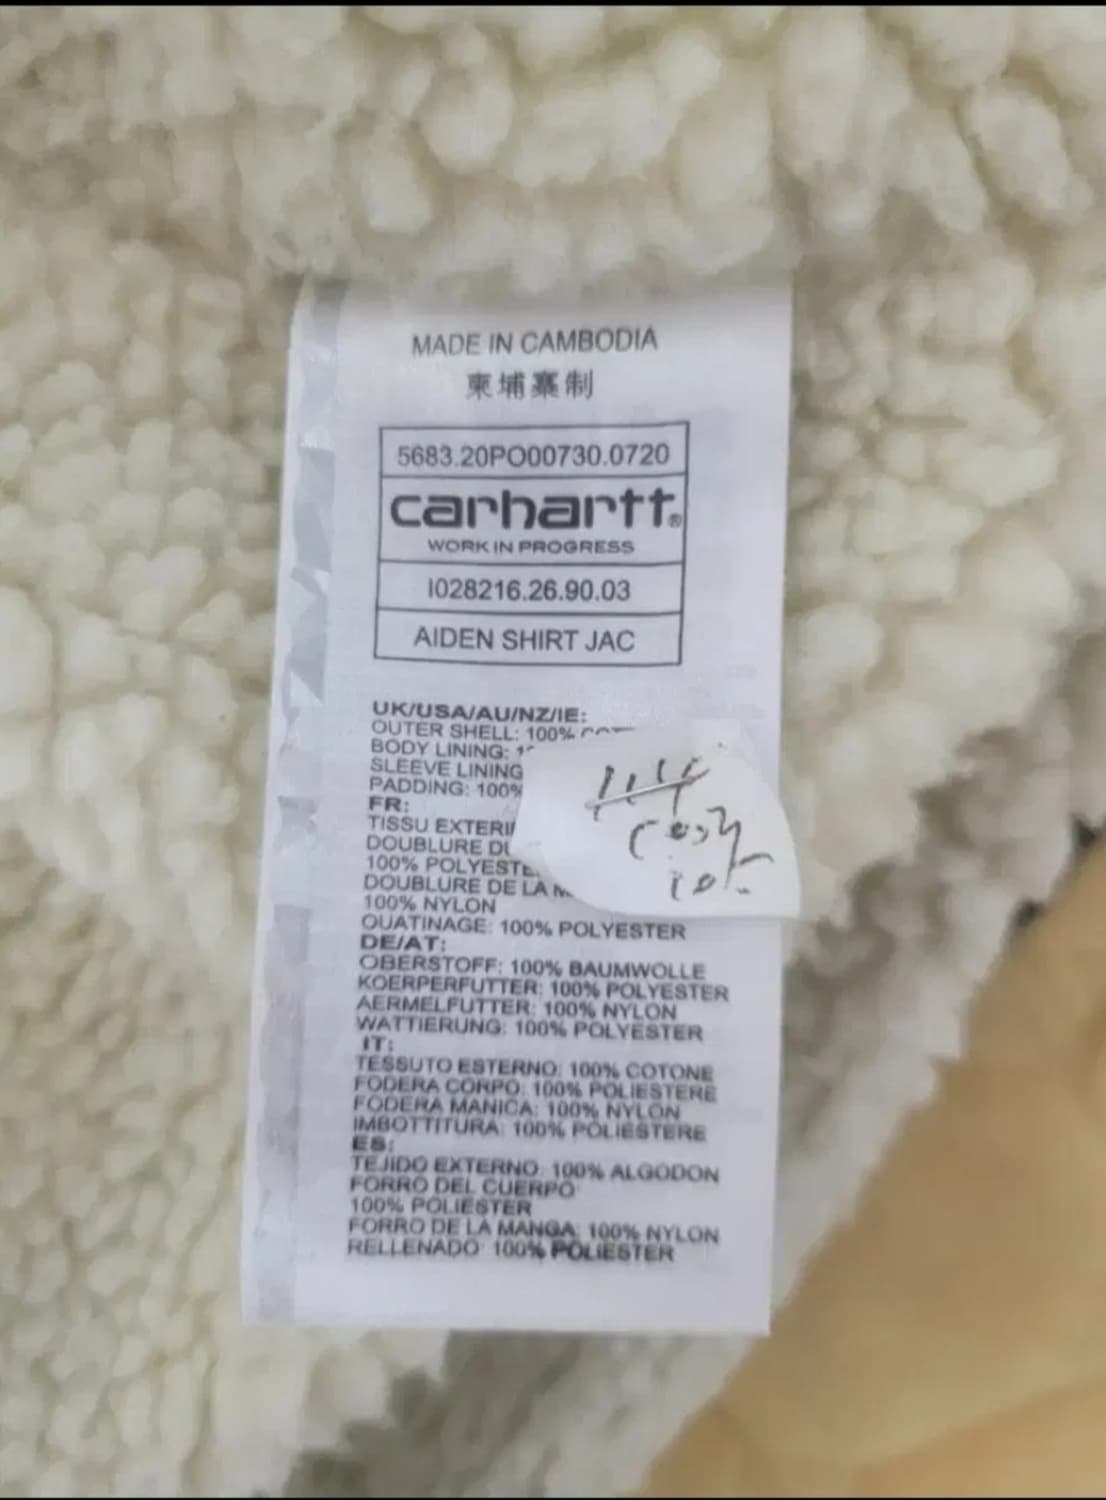 MADE IN CAMBODIA
柬埔寨制
5683.20PO00730.0720
carhartt®
WORK IN PROGRESS
I028216.26.90.03
AIDEN SHIRT JAC
UK/USA/AU/NZ/IE:
OUTER SHELL: 100%
BODY LINING:
SLEEVE LINING
PADDING: 100%
FR:
TISSU
DOUBLURE
100%
DOUBLURE DE LA
100% NYLON
OUATINAGE: 100% POLYESTER
DE/AT:
OBERSTOFF: 100% BAUMWOLLE
KOERPERFUTTER: 100% POLYESTER
AERMELFUTTER: 100% NYLON
WATTIERUNG: 100% POLYESTER
IT:
TESSUTO ESTERNO: 100% COTONE
FODERA CORPO: 100% POLIESTERE
FODERA MANICA: 100% NYLON
IMBOTTITURA: 100% POLIESTERE
ES:
TEJIDO EXTERNO: 100% ALGODON
FORRO DEL CUERPO:
100% POLIESTER
FORRO DE LA MANGA: 100% NYLON
RELLENADO: 100% POLIESTER